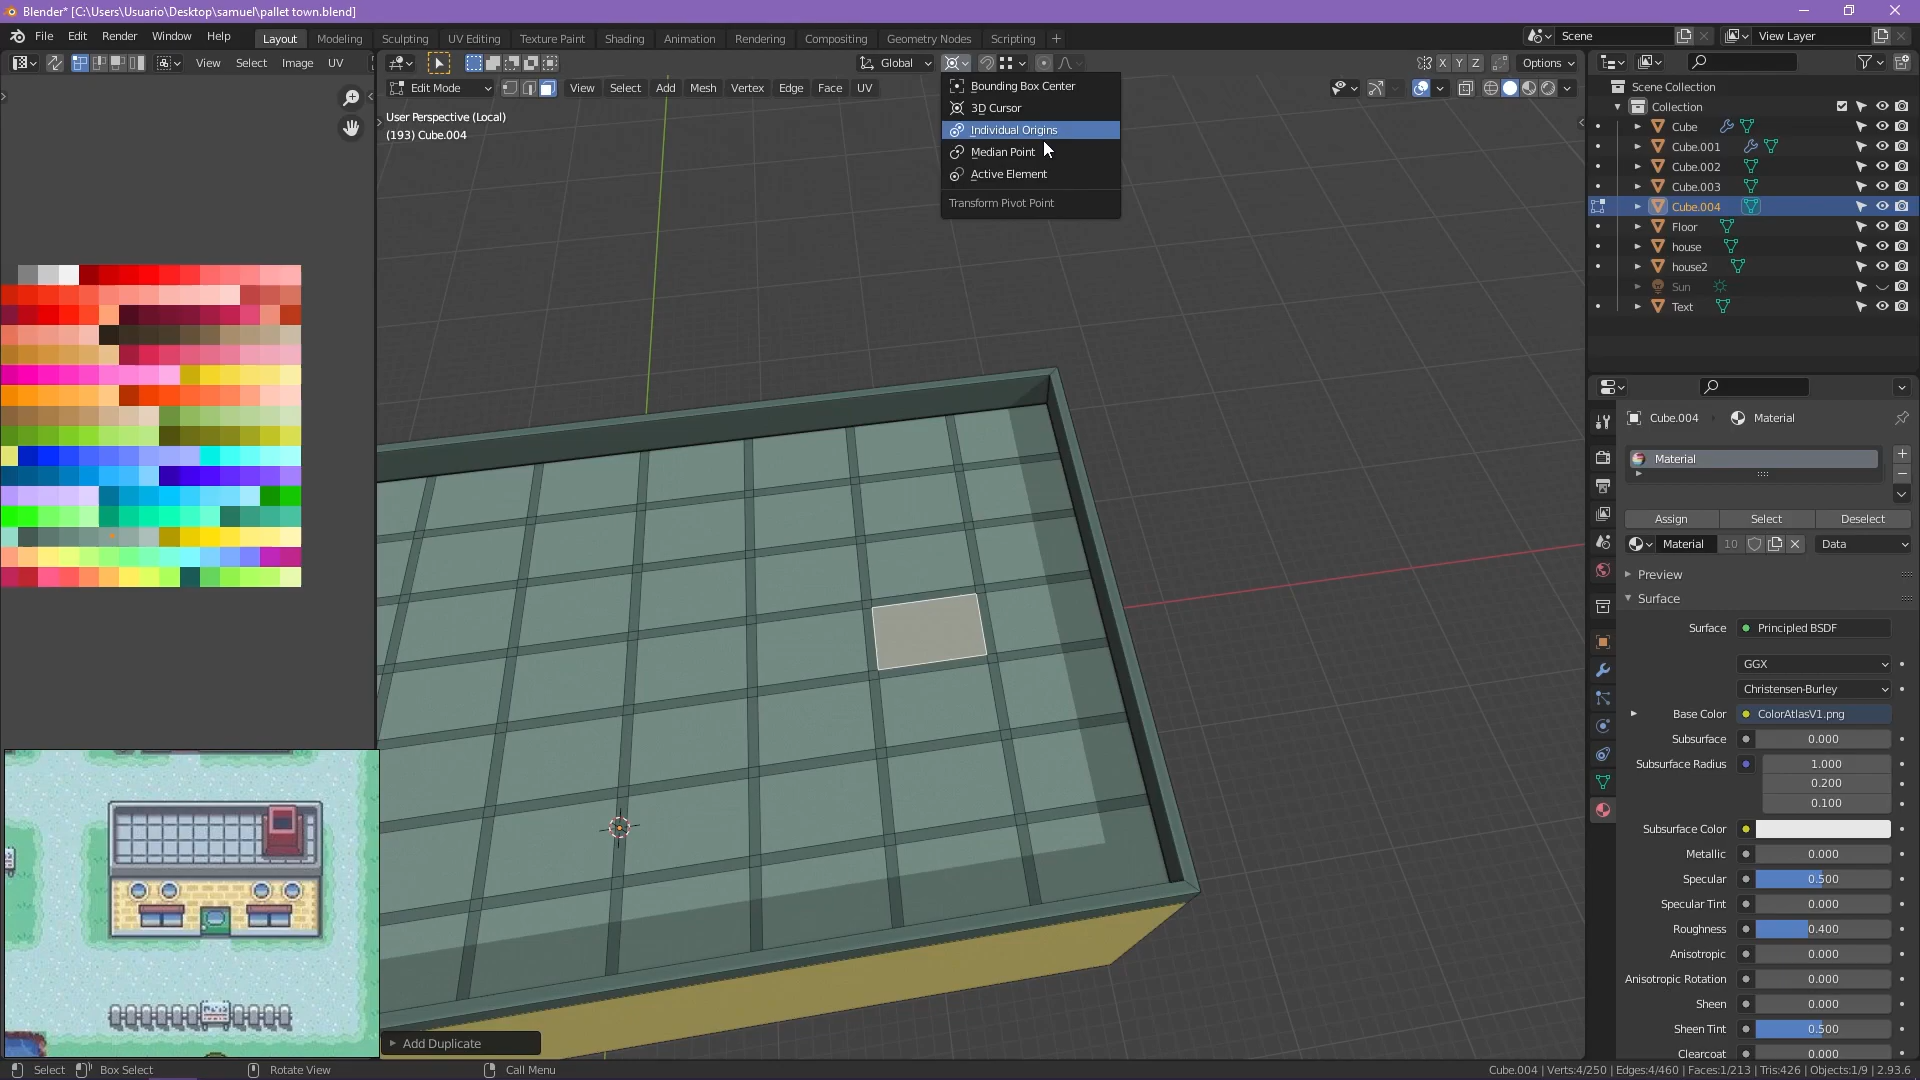 Blender* [C:\Users\Usuario\Desktop\samuel\pallet town.blend]
File Edit Render Window Help Layout Modeling Sculpting UV Editing Texture Paint Shading Animation Rendering Compositing Geometry Nodes Scripting + Scene View Layer
View Select Image UV Global X Y Z Options
Edit Mode View Select Add Mesh Vertex Edge Face UV
User Perspective (Local)
(193) Cube.004
Bounding Box Center
3D Cursor
Individual Origins
Median Point
Active Element
Transform Pivot Point
Scene Collection
Collection
Cube
Cube.001
Cube.002
Cube.003
Cube.004
Floor
house
house2
Sun
Text
Cube.004 Material
Material
Assign Select Deselect
Material 10 Data
Preview
Surface
Surface Principled BSDF
GGX
Christensen-Burley
Base Color ColorAtlasV1.png
Subsurface 0.000
Subsurface Radius 1.000
0.200
0.100
Subsurface Color
Metallic 0.000
Specular 0.500
Specular Tint 0.000
Roughness 0.400
Anisotropic 0.000
Anisotropic Rotation 0.000
Sheen 0.000
Sheen Tint 0.500
Clearcoat 0.000
Add Duplicate
Select Box Select Rotate View Call Menu Cube.004 | Verts:4/250 | Edges:4/460 | Faces:1/213 | Tris:426 | Objects:1/9 | 2.93.6